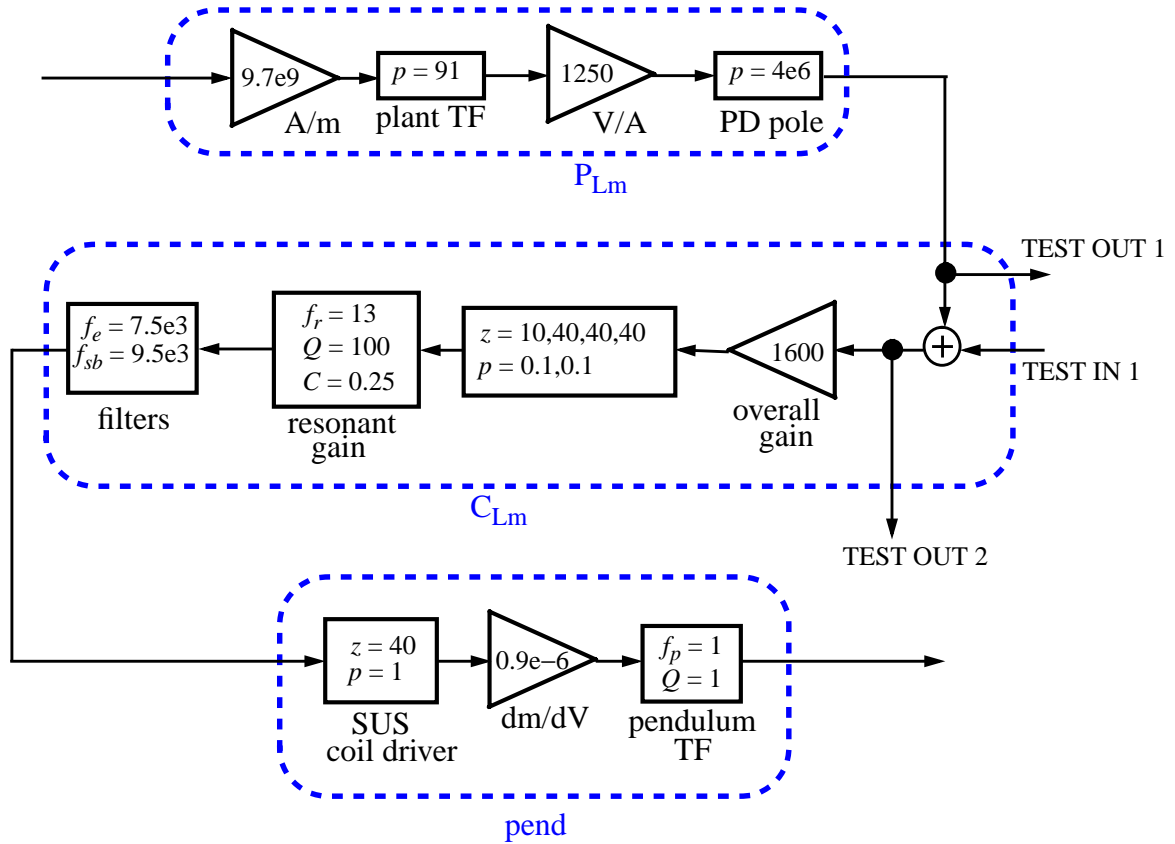 9.7e9
A/m
p = 91
plant TF
1250
V/A
p = 4e6
PD pole
P_Lm
TEST OUT 1
f_e = 7.5e3
f_sb = 9.5e3
filters
f_r = 13
Q = 100
C = 0.25
resonant
gain
z = 10,40,40,40
p = 0.1,0.1
1600
overall
gain
+
TEST IN 1
C_Lm
TEST OUT 2
z = 40
p = 1
SUS
coil driver
0.9e−6
dm/dV
f_p = 1
Q = 1
pendulum
TF
pend